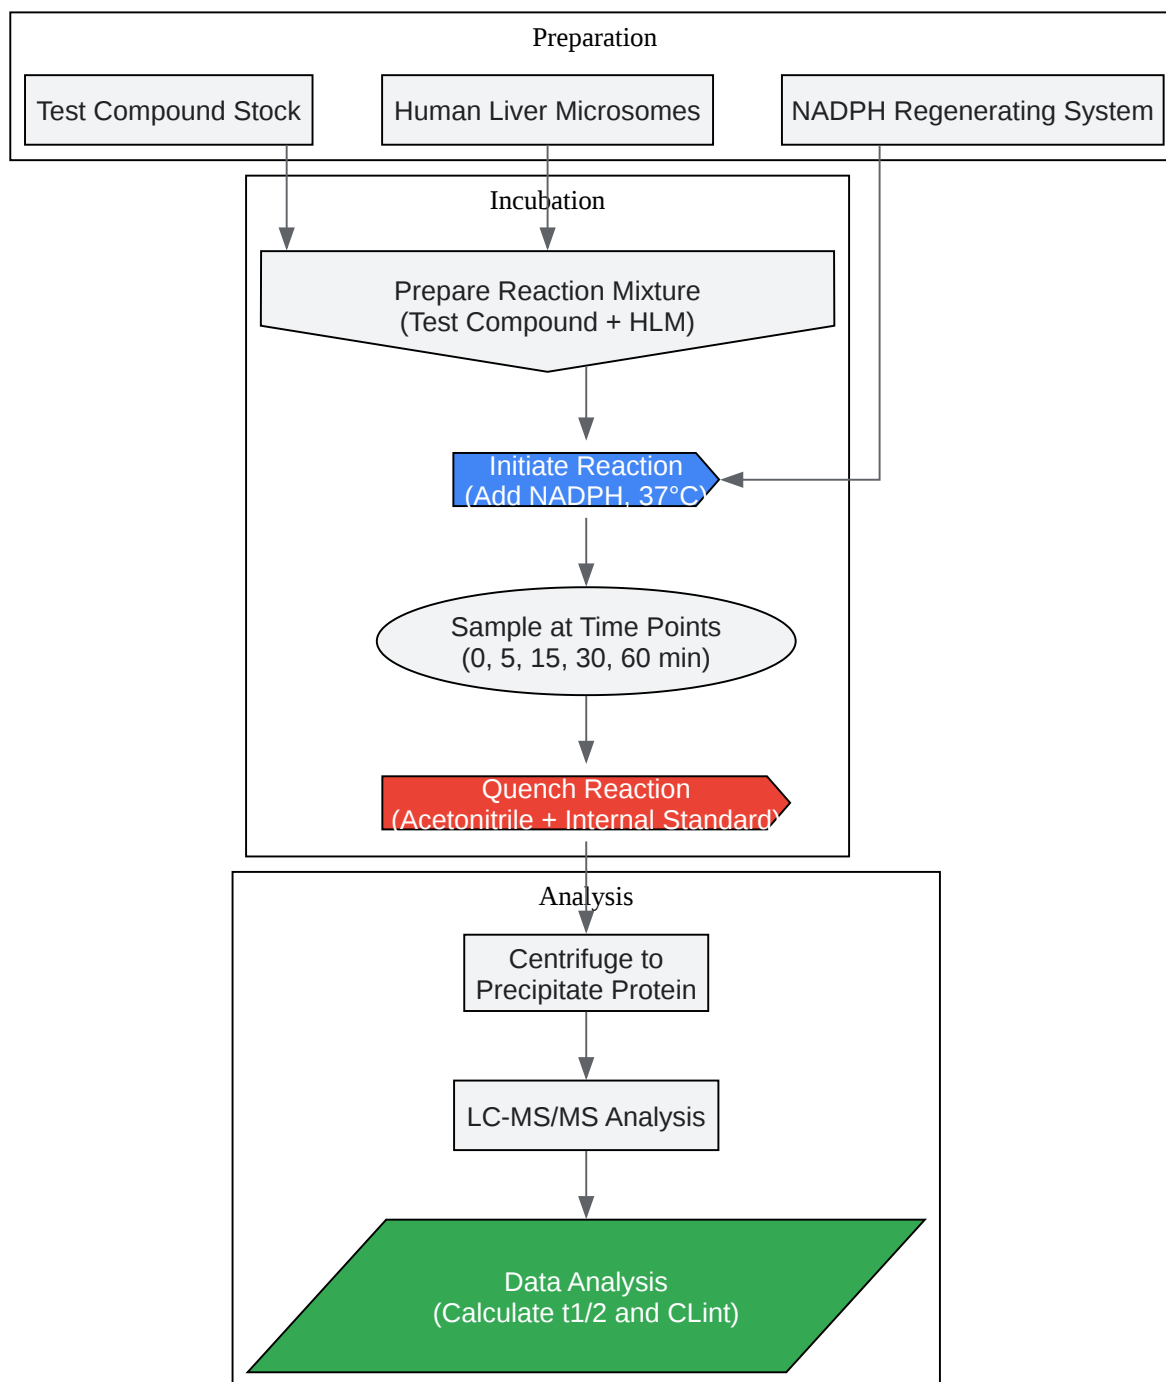 Preparation
Test Compound Stock
Human Liver Microsomes
NADPH Regenerating System
Incubation
Prepare Reaction Mixture
(Test Compound + HLM)
Initiate Reaction
(Add NADPH, 37°C)
Sample at Time Points
(0, 5, 15, 30, 60 min)
Quench Reaction
(Acetonitrile + Internal Standard)
Analysis
Centrifuge to
Precipitate Protein
LC-MS/MS Analysis
Data Analysis
(Calculate t1/2 and CLint)